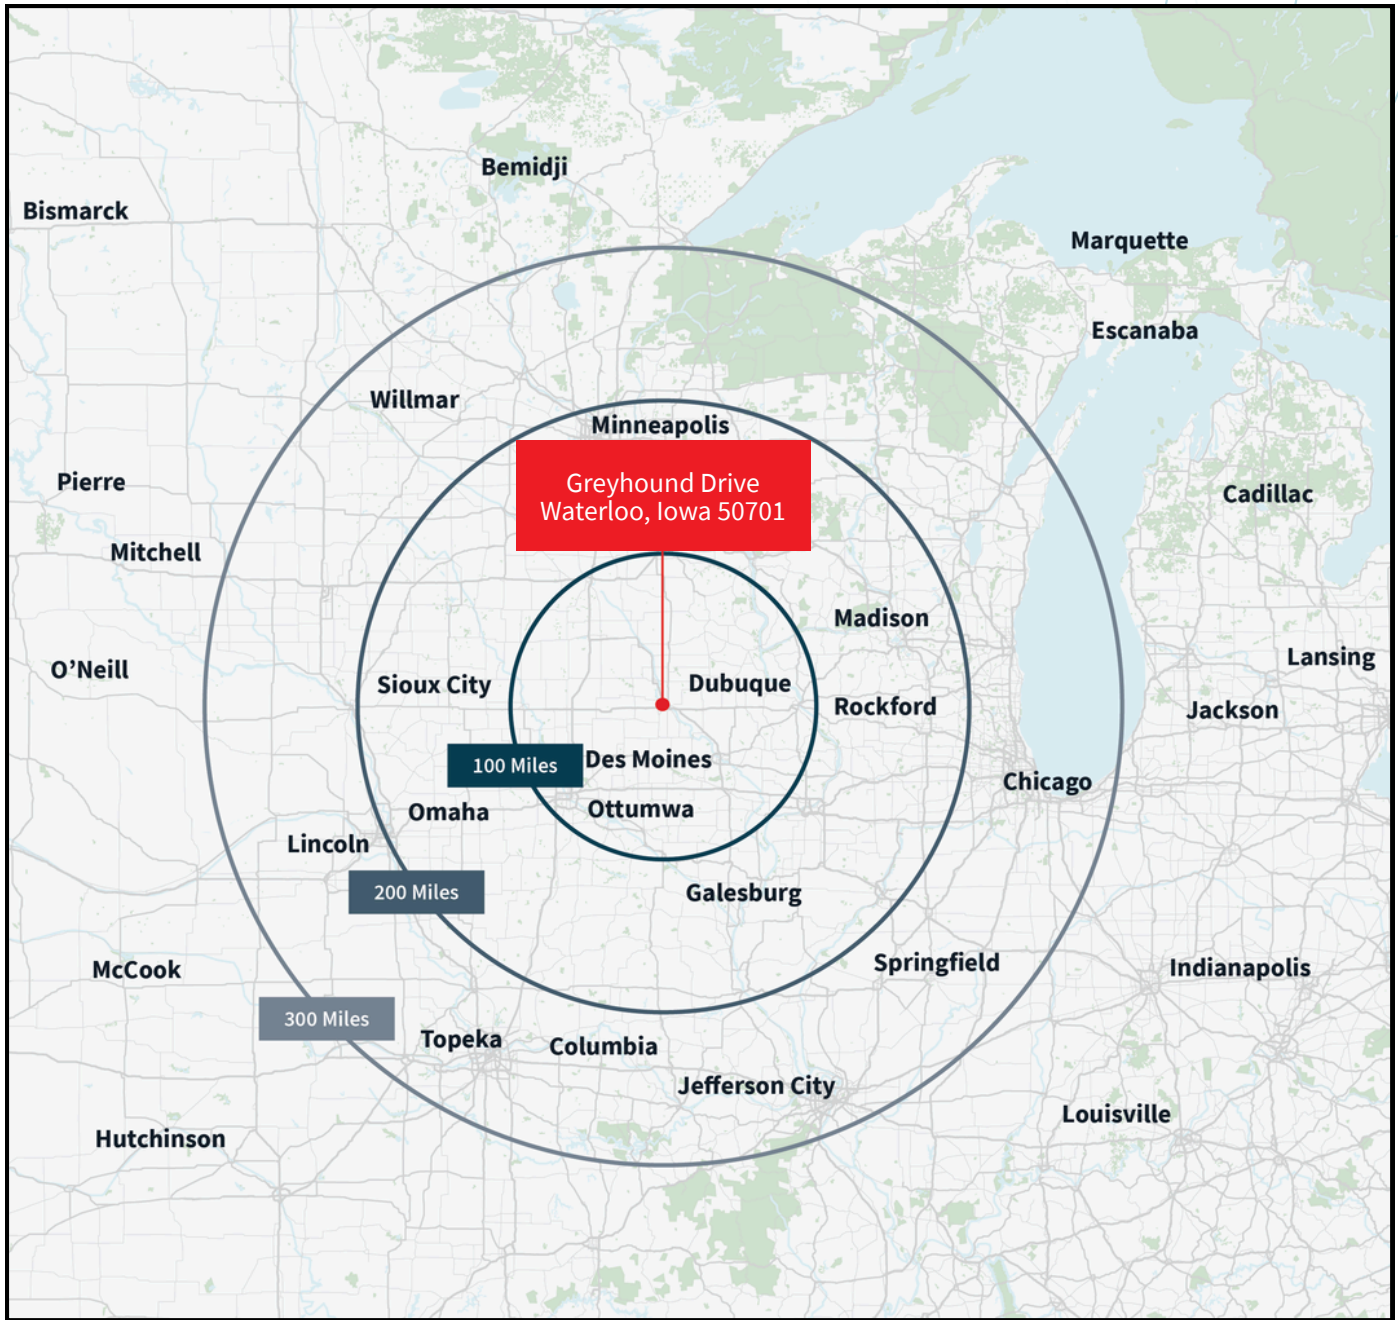 Bemidji
Bismarck
Marquette
Escanaba
Willmar
Minneapolis
Greyhound Drive
Waterloo, Iowa 50701
Pierre
Cadillac
Mitchell
Madison
Lansing
O’Neill
Sioux City
Dubuque
Rockford
Jackson
100 Miles
Des Moines
Chicago
Omaha
Ottumwa
Lincoln
200 Miles
Galesburg
Springfield
Indianapolis
McCook
300 Miles
Topeka
Columbia
Jefferson City
Louisville
Hutchinson